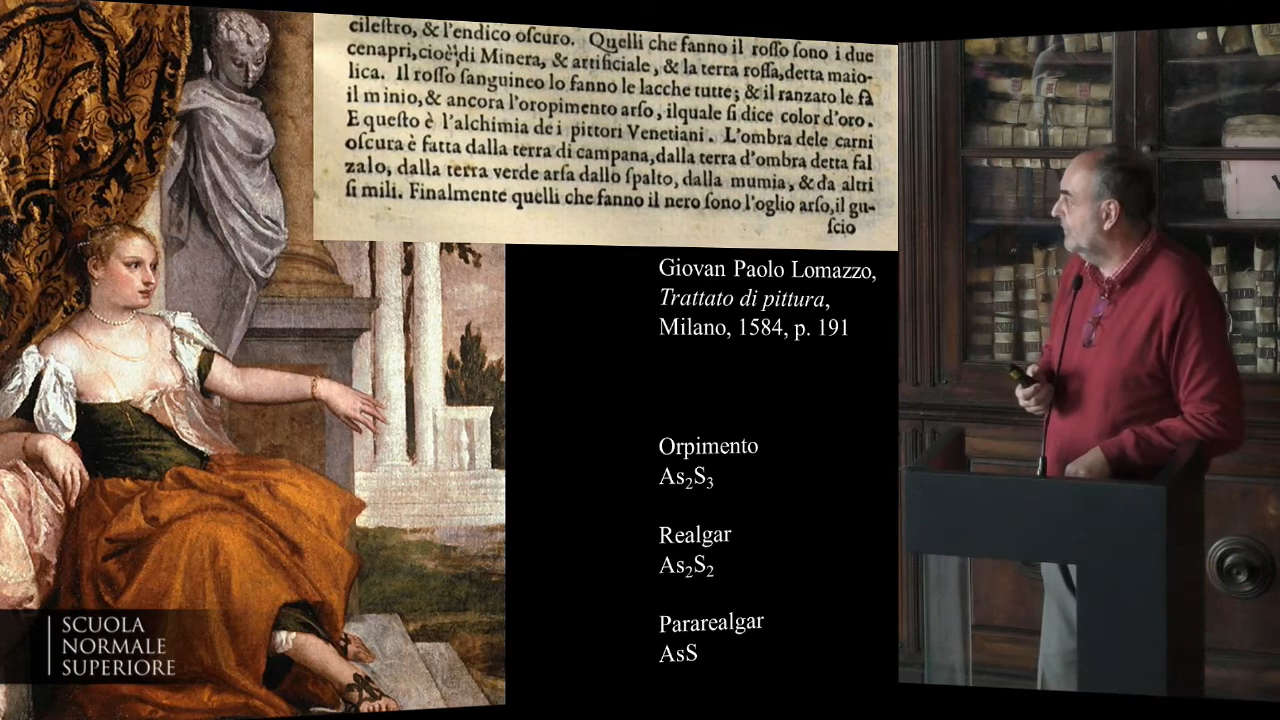 cileſtro, & l'endico oſcuro. Quelli che fanno il roſſo ſono i due
cenapri, cioè, di Minera, & artificiale, & la terra roſſa, detta maio-
lica. Il roſſo ſanguineo lo fanno le lacche tutte; & il ranzato le fà
il minio, & ancora l'oropimento arſo, ilquale ſi dice color d'oro.
E queſto è l'alchimia de i pittori Venetiani. L'ombra dele carni
oſcura è fatta dalla terra di campana, dalla terra d'ombra detta fal
zalo, dalla terra verde arſa dallo ſpalto, dalla mumia, & da altri
ſi mili. Finalmente quelli che fanno il nero ſono l'oglio arſo, il gu-
ſcio
Giovan Paolo Lomazzo,
Trattato di pittura,
Milano, 1584, p. 191
Orpimento
As₂S₃
Realgar
As₂S₂
Pararealgar
AsS
SCUOLA
NORMALE
SUPERIORE